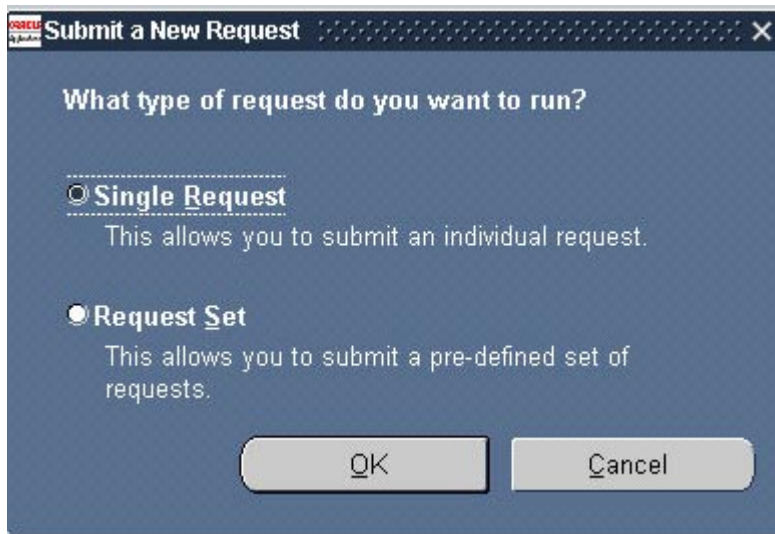 ORACLE
Submit a New Request
What type of request do you want to run?
Single Request
This allows you to submit an individual request.
Request Set
This allows you to submit a pre-defined set of
requests.
OK
Cancel